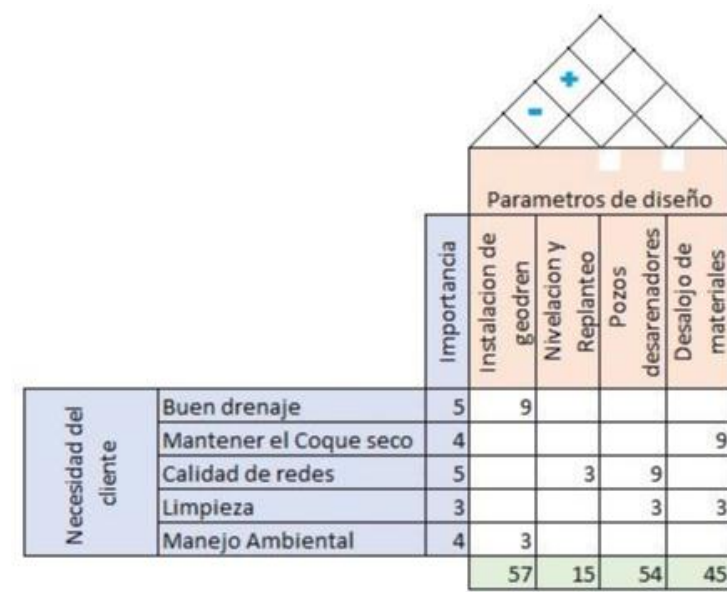 +
-
Parametros de diseño
Importancia
Instalacion de
geodren
Nivelacion y
Replanteo
Pozos
desarenadores
Desalojo de
materiales
Necesidad del
cliente
Buen drenaje 5 9
Mantener el Coque seco 4 9
Calidad de redes 5 3 9
Limpieza 3 3 3
Manejo Ambiental 4 3
57 15 54 45